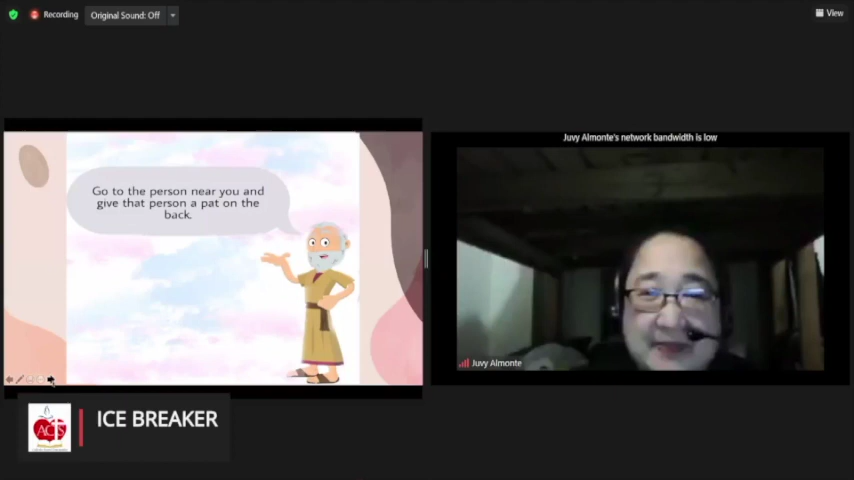 Recording
Original Sound: Off
View
Juvy Almonte's network bandwidth is low
Go to the person near you and
give that person a pat on the
back.
Juvy Almonte
ACTS
ICE BREAKER